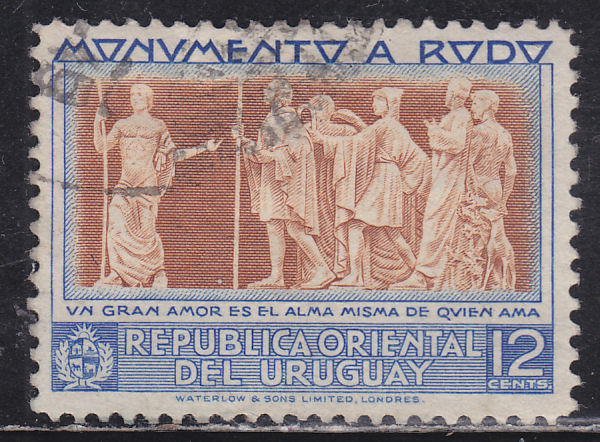 MONVMENTO A RODO
VN GRAN AMOR ES EL ALMA MISMA DE QVIEN AMA
REPUBLICA ORIENTAL
DEL URUGUAY
12
CENTS.
WATERLOW & SONS LIMITED, LONDRES.